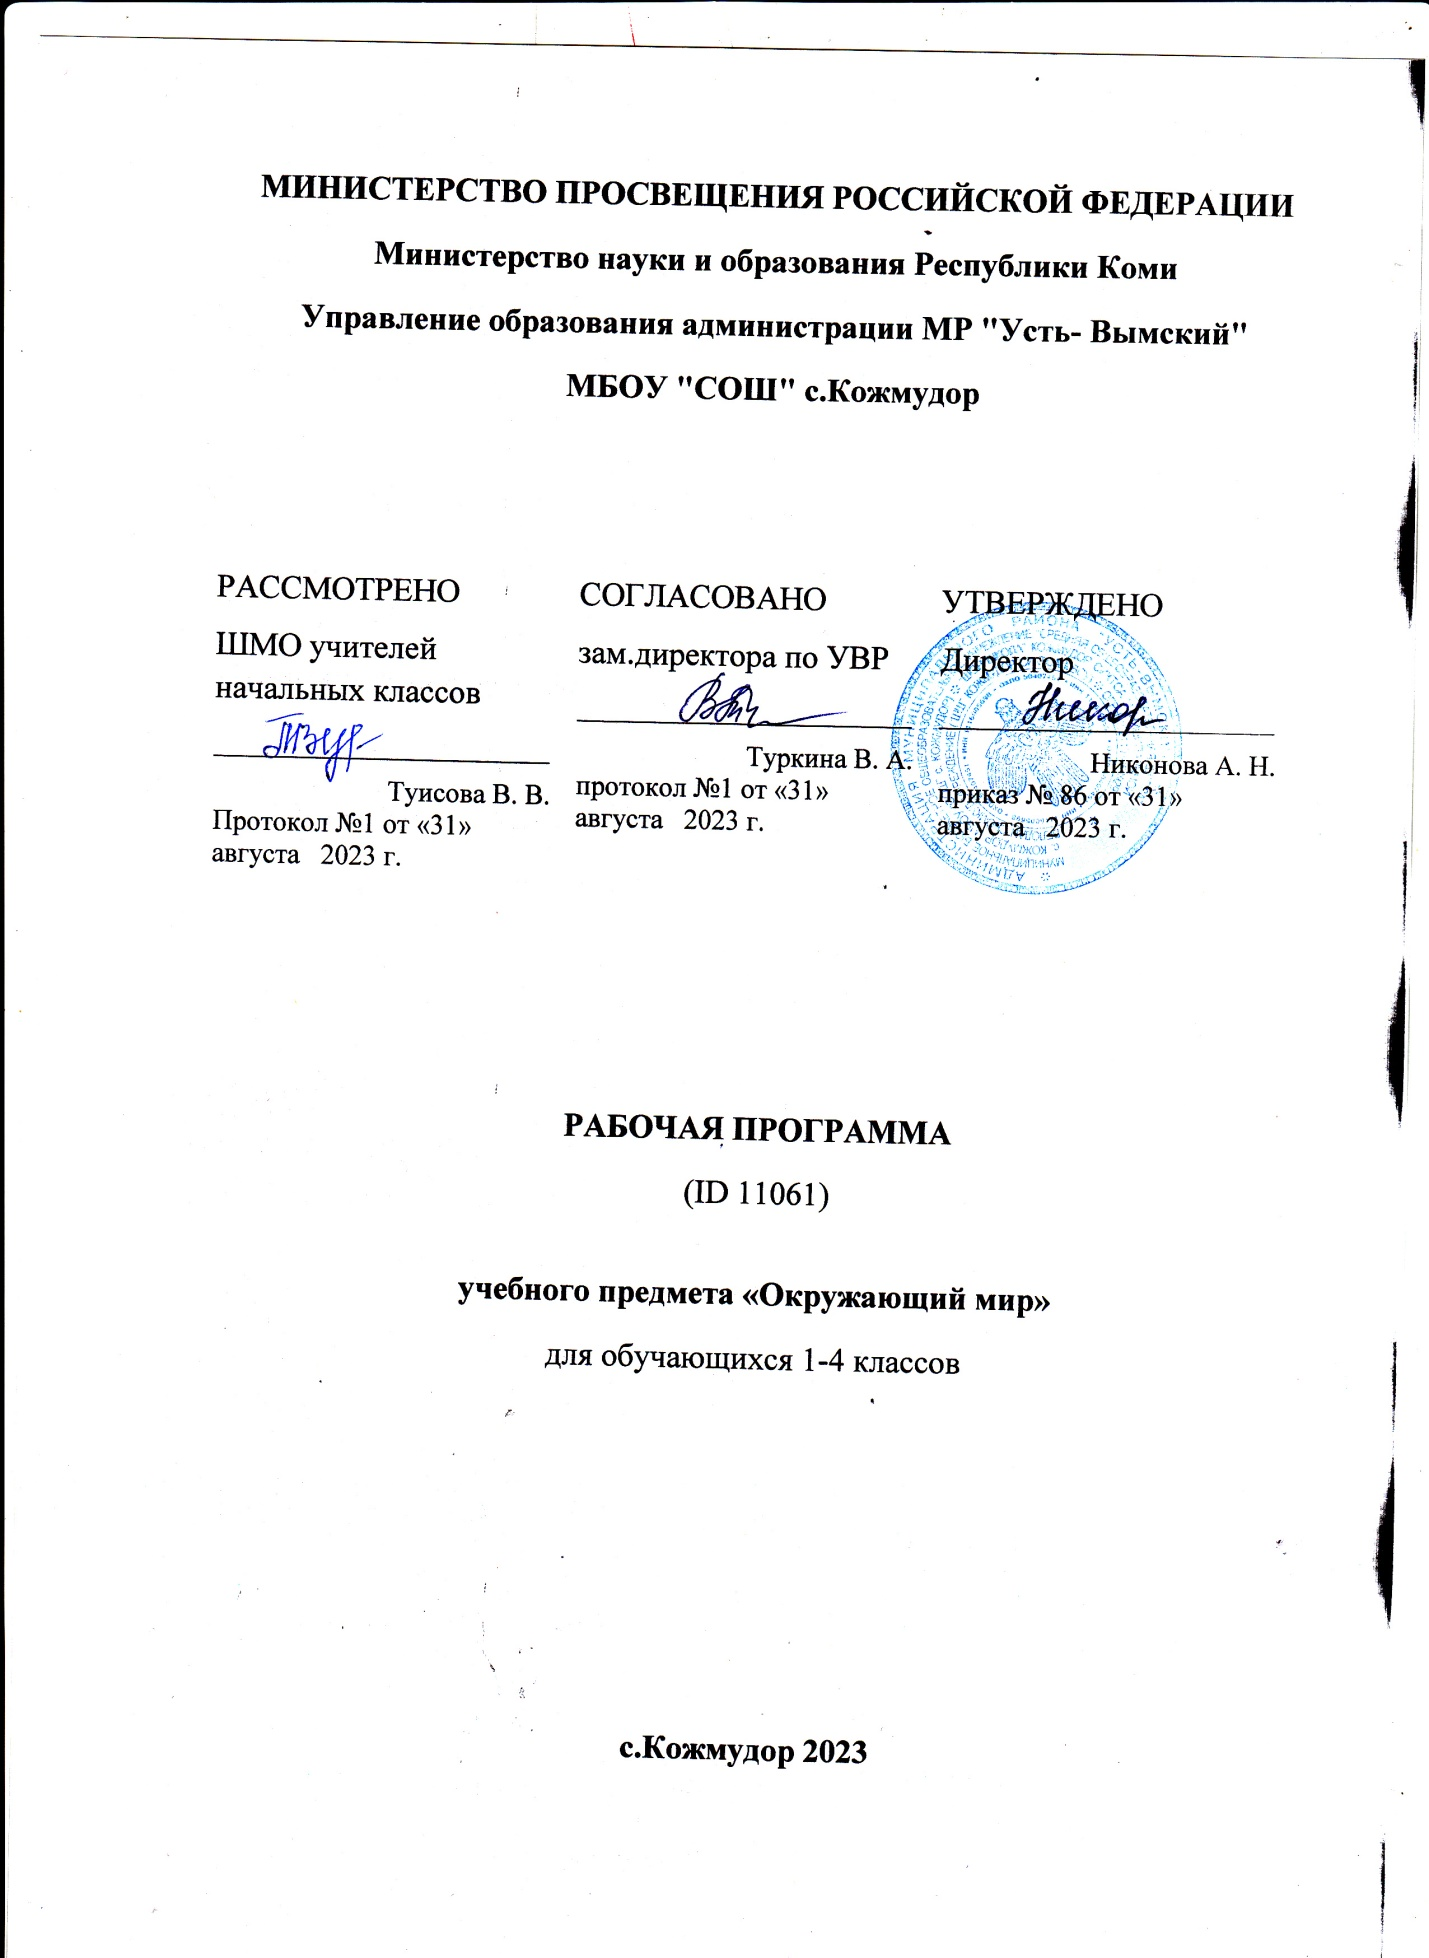 МИНИСТЕРСТВО ПРОСВЕЩЕНИЯ РОССИЙСКОЙ ФЕДЕРАЦИИ
Министерство науки и образования Республики Коми
Управление образования администрации МР "Усть- Вымский"
МБОУ "СОШ" с.Кожмудор
РАССМОТРЕНО
ШМО учителей
начальных классов
Туисова В. В.
Протокол №1 от «31»
августа 2023 г.
СОГЛАСОВАНО
зам.директора по УВР
Туркина В. А.
протокол №1 от «31»
августа 2023 г.
УТВЕРЖДЕНО
Директор
Никонова А. Н.
приказ № 86 от «31»
августа 2023 г.
РАБОЧАЯ ПРОГРАММА
(ID 11061)
учебного предмета «Окружающий мир»
для обучающихся 1-4 классов
с.Кожмудор 2023